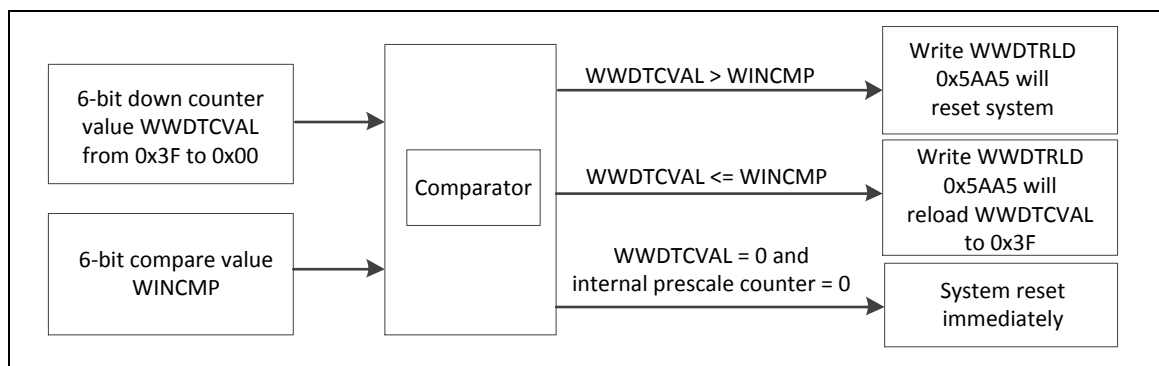 6-bit down counter
value WWDTCVAL
from 0x3F to 0x00
6-bit compare value
WINCMP
Comparator
WWDTCVAL > WINCMP
WWDTCVAL <= WINCMP
WWDTCVAL = 0 and
internal prescale counter = 0
Write WWDTRLD
0x5AA5 will
reset system
Write WWDTRLD
0x5AA5 will
reload WWDTCVAL
to 0x3F
System reset
immediately